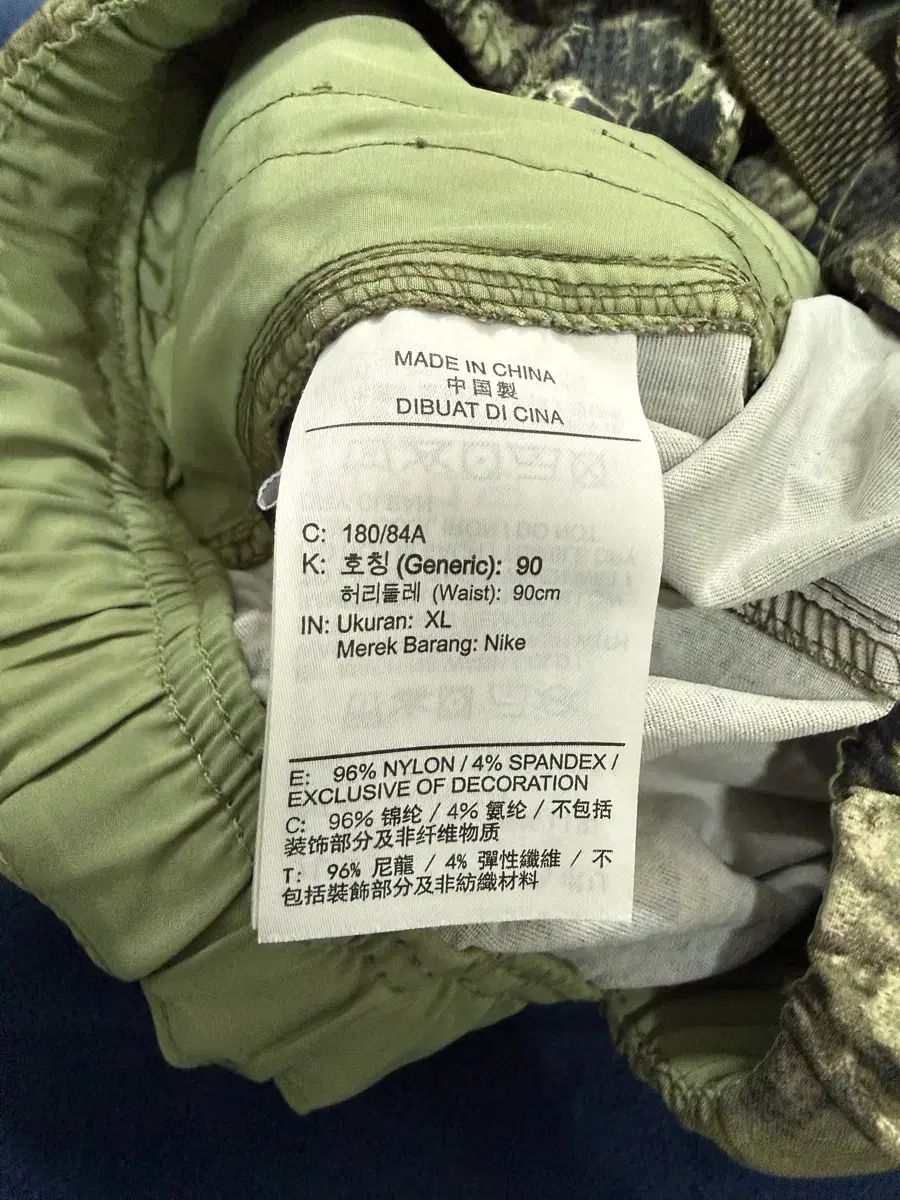 MADE IN CHINA
中国製
DIBUAT DI CINA
C: 180/84A
K: 호칭 (Generic): 90
허리둘레 (Waist): 90cm
IN: Ukuran: XL
Merek Barang: Nike
E: 96% NYLON / 4% SPANDEX /
EXCLUSIVE OF DECORATION
C: 96% 锦纶 / 4% 氨纶 / 不包括
装饰部分及非纤维物质
T: 96% 尼龍 / 4% 彈性纖維 / 不
包括裝飾部分及非紡織材料